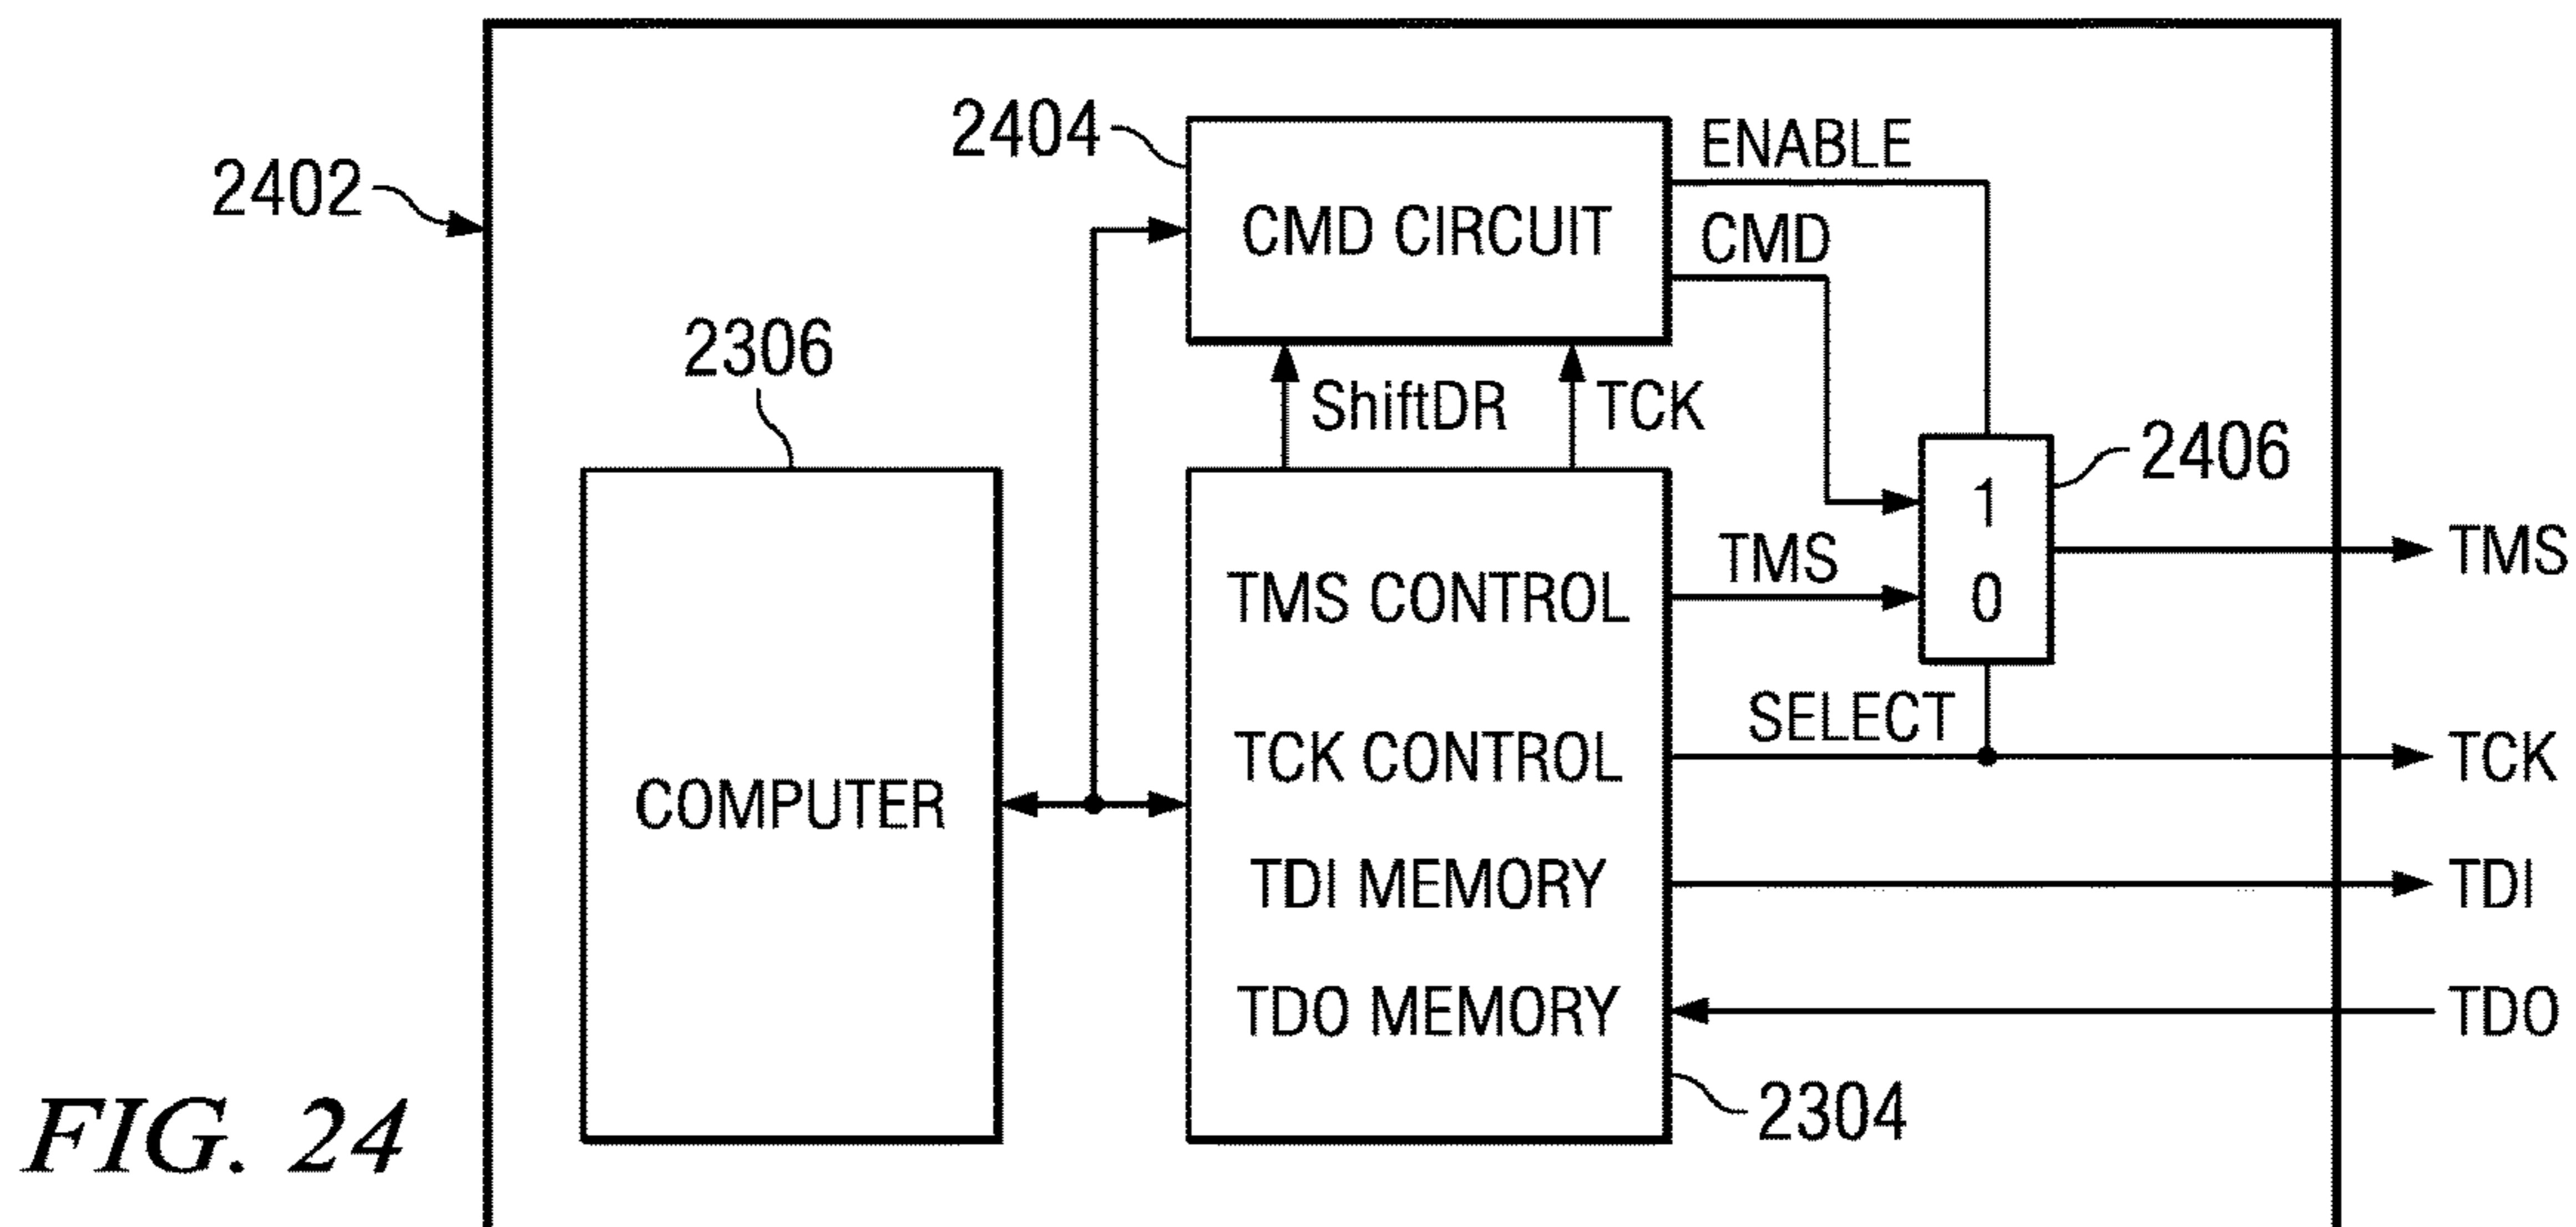 2404
ENABLE
2402
CMD CIRCUIT
CMD
2306
ShiftDR
TCK
2406
1
TMS
TMS
TMS CONTROL
0
SELECT
TCK CONTROL
TCK
COMPUTER
TDI MEMORY
TDI
TDO MEMORY
TDO
2304
FIG. 24